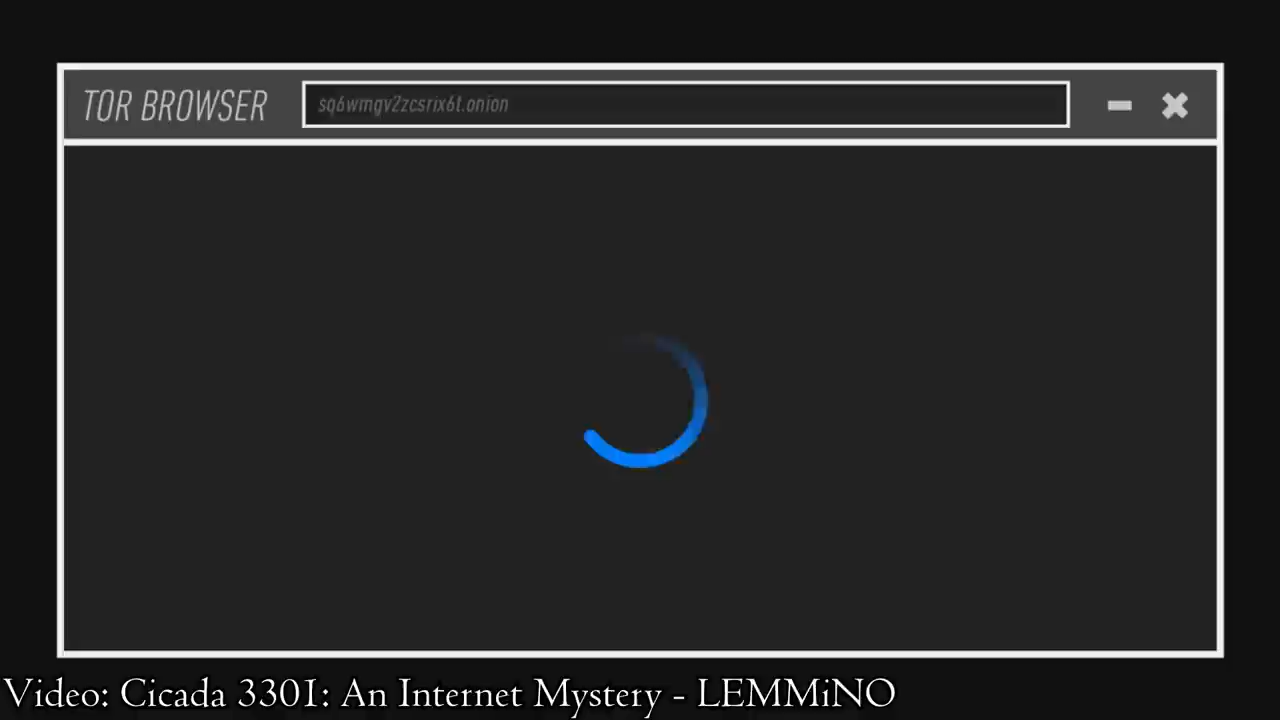 TOR BROWSER
sq6wmgv2zcsrix6t.onion
Video: Cicada 3301: An Internet Mystery - LEMMiNO